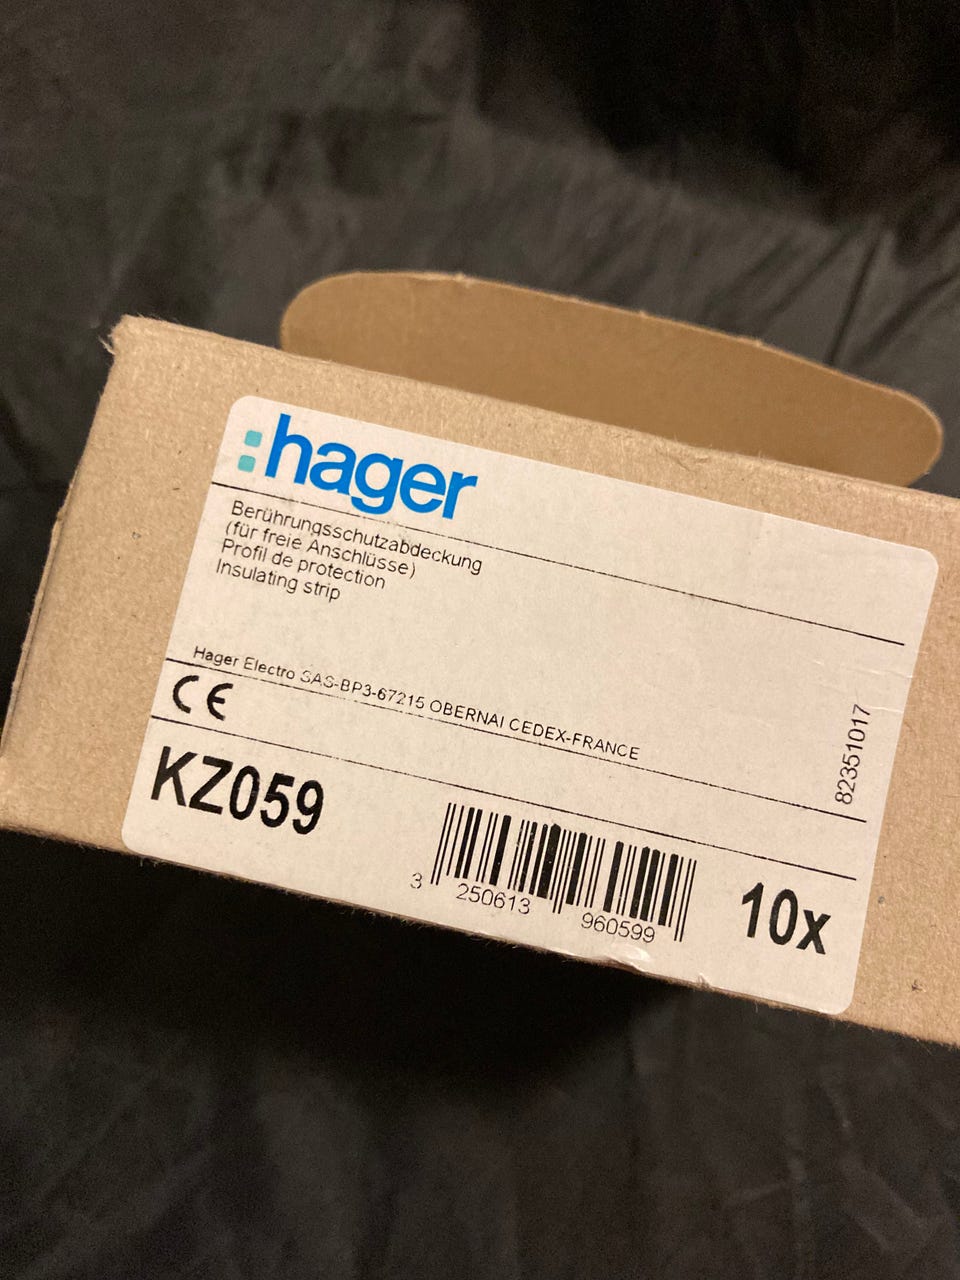 hager
Berührungsschutzabdeckung
(für freie Anschlüsse)
Profil de protection
Insulating strip
Hager Electro SAS-BP3-67215 OBERNAI CEDEX-FRANCE
CE
82351017
KZ059
3 250613 960599
10x